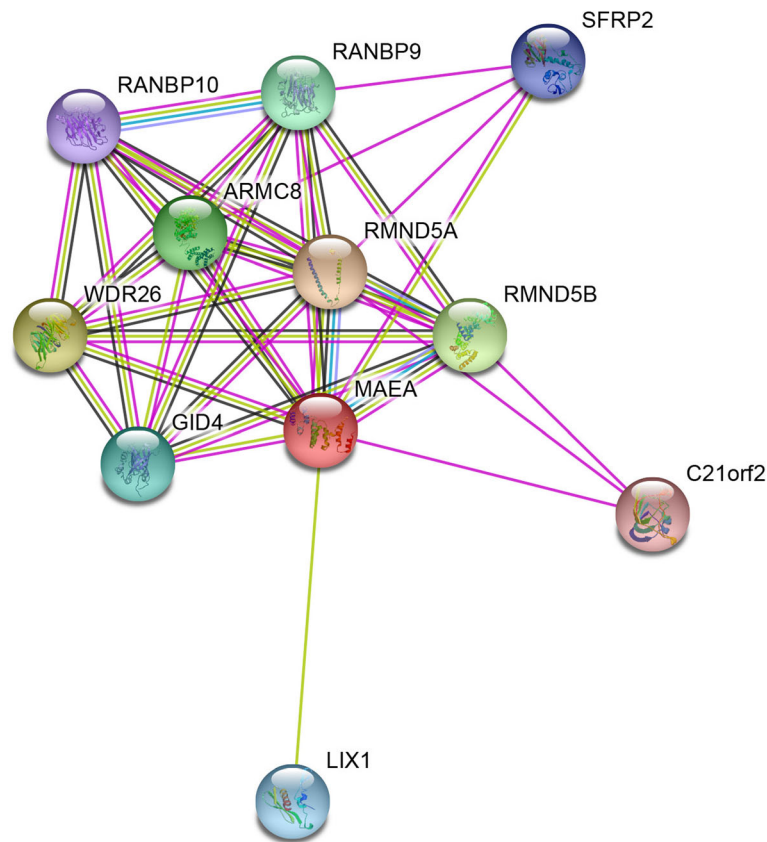 SFRP2
RANBP9
RANBP10
ARMC8
RMND5A
WDR26
RMND5B
MAEA
GID4
C21orf2
LIX1